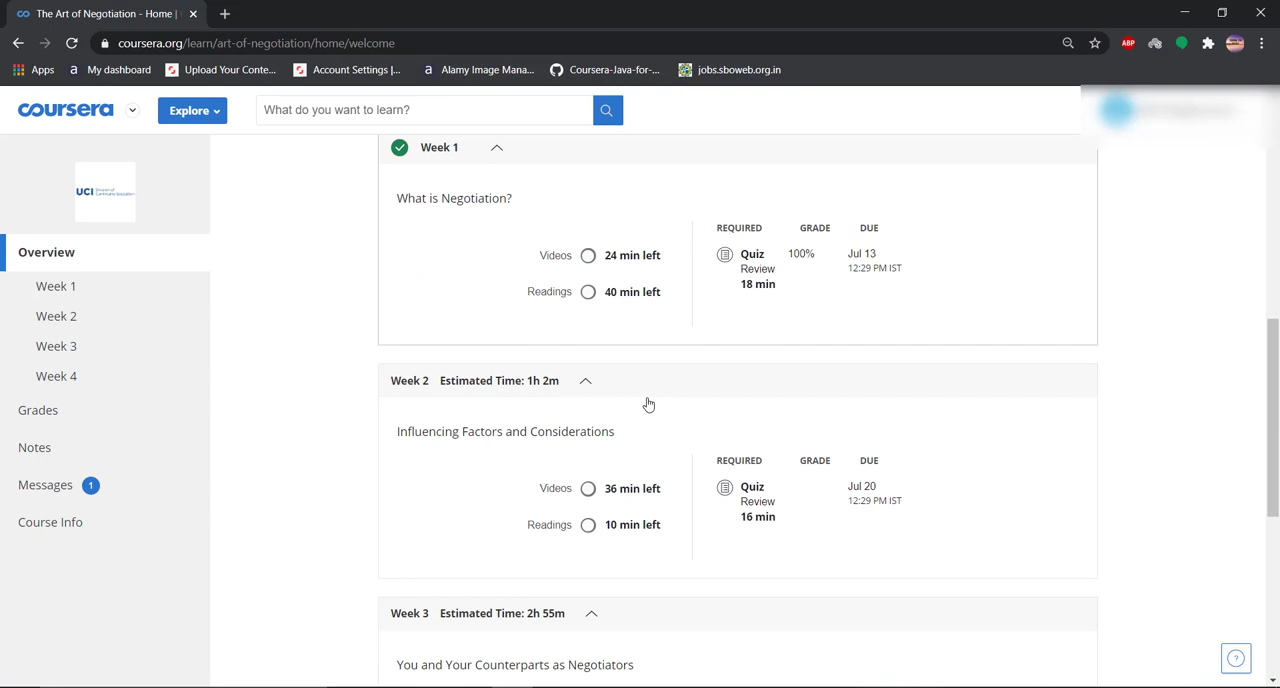 The Art of Negotiation - Home |
coursera.org/learn/art-of-negotiation/home/welcome
ABP
Apps
a My dashboard
Upload Your Conte...
Account Settings |...
a Alamy Image Mana...
Coursera-Java-for-...
jobs.sboweb.org.in
coursera
Explore
What do you want to learn?
UCI Division of Continuing Education
Overview
Week 1
Week 2
Week 3
Week 4
Grades
Notes
Messages 1
Course Info
Week 1
What is Negotiation?
Videos 24 min left
Readings 40 min left
REQUIRED GRADE DUE
Quiz 100% Jul 13
Review 12:29 PM IST
18 min
Week 2 Estimated Time: 1h 2m
Influencing Factors and Considerations
Videos 36 min left
Readings 10 min left
REQUIRED GRADE DUE
Quiz Jul 20
Review 12:29 PM IST
16 min
Week 3 Estimated Time: 2h 55m
You and Your Counterparts as Negotiators
?